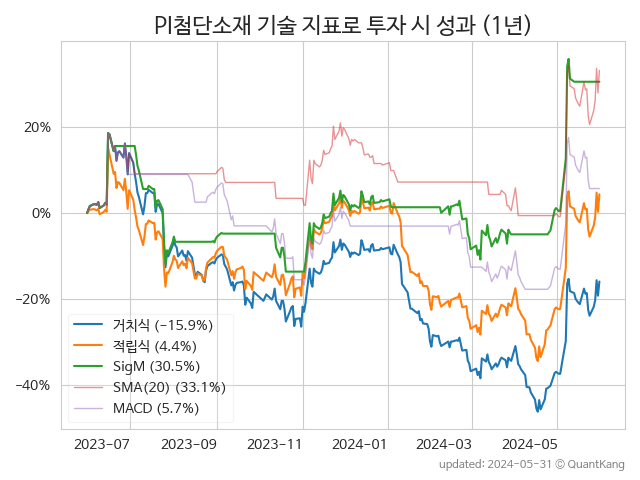 PI첨단소재 기술 지표로 투자 시 성과 (1년)
20%
0%
−20%
−40%
거치식 (−15.9%)
적립식 (4.4%)
SigM (30.5%)
SMA(20) (33.1%)
MACD (5.7%)
2023-07
2023-09
2023-11
2024-01
2024-03
2024-05
updated: 2024-05-31 © QuantKang